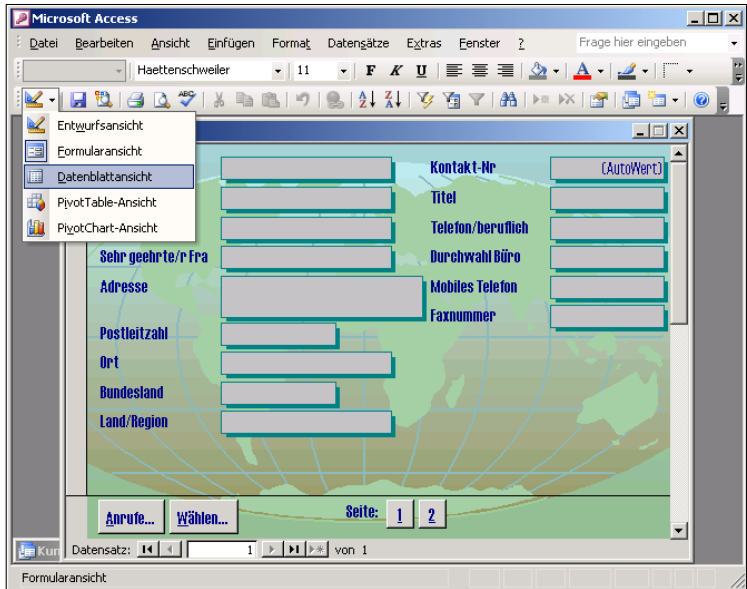 Microsoft Access
Datei Bearbeiten Ansicht Einfügen Format Datensätze Extras Fenster ? Frage hier eingeben
Haettenschweiler 11 F K U
Entwurfsansicht
Formularansicht
Datenblattansicht
PivotTable-Ansicht
PivotChart-Ansicht
Kontakt-Nr (AutoWert)
Titel
Telefon/beruflich
Sehr geehrte/r Fra Durchwahl Büro
Adresse Mobiles Telefon
Faxnummer
Postleitzahl
Ort
Bundesland
Land/Region
Anrufe... Wählen... Seite: 1 2
Kun Datensatz: 1 von 1
Formularansicht